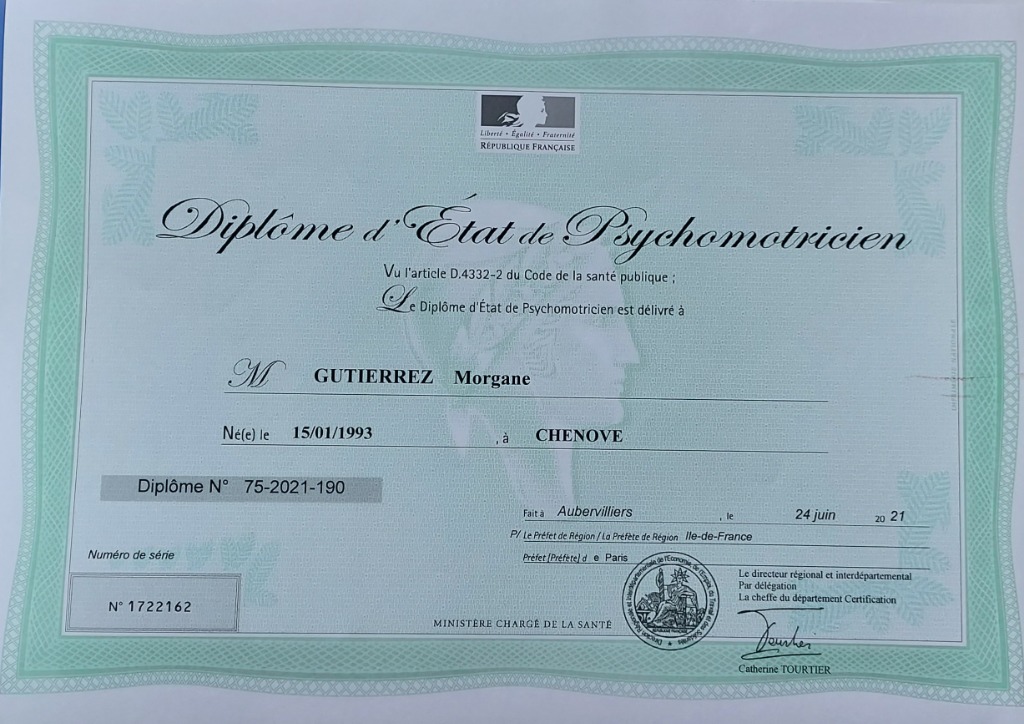 Liberté • Égalité • Fraternité
RÉPUBLIQUE FRANÇAISE
Diplôme d'État de Psychomotricien
Vu l'article D.4332-2 du Code de la santé publique ;
Le Diplôme d'État de Psychomotricien est délivré à
M GUTIERREZ Morgane
Né(e) le 15/01/1993 , à CHENOVE
Diplôme N° 75-2021-190
Fait à Aubervilliers , le 24 juin 20 21
P/ Le Préfet de Région / La Préfète de Région Ile-de-France
Préfet [Préfète] d e Paris
Numéro de série
N° 1722162
MINISTÈRE CHARGÉ DE LA SANTÉ
Le directeur régional et interdépartemental
Par délégation
La cheffe du département Certification
Catherine TOURTIER